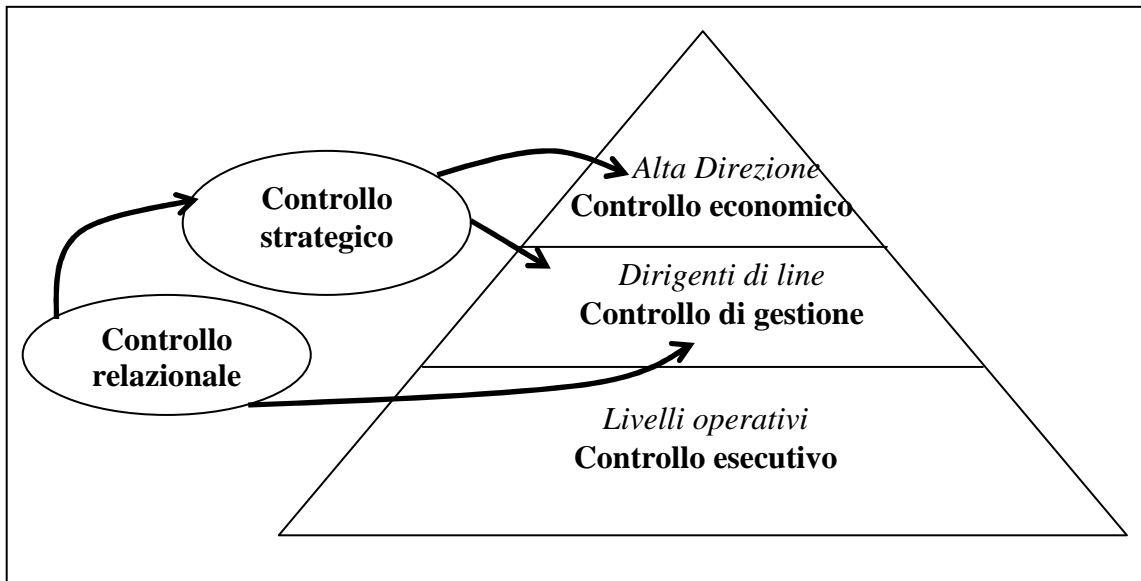 Alta Direzione
Controllo economico
Controllo
strategico
Dirigenti di line
Controllo di gestione
Controllo
relazionale
Livelli operativi
Controllo esecutivo